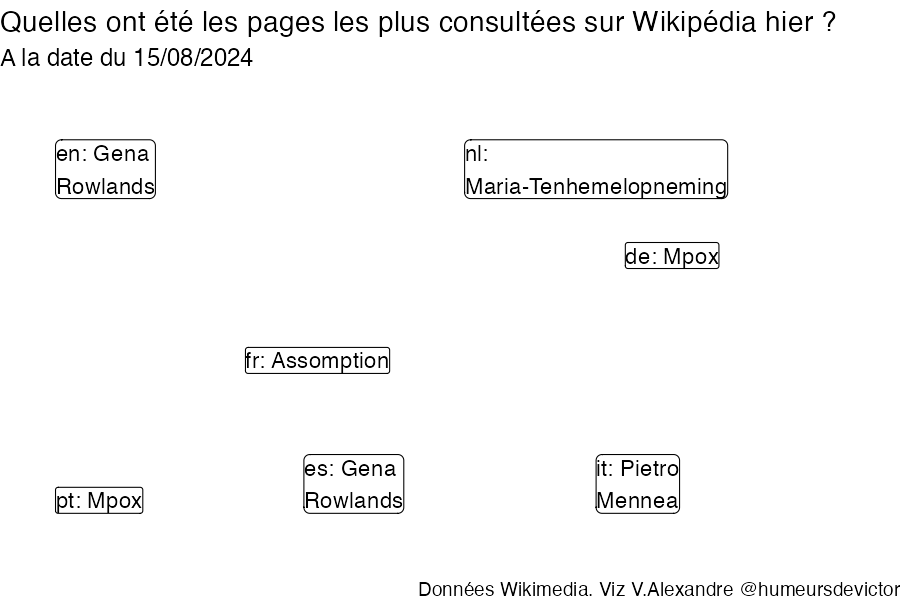 Quelles ont été les pages les plus consultées sur Wikipédia hier ?
A la date du 15/08/2024
en: Gena
Rowlands
nl:
Maria-Tenhemelopneming
de: Mpox
fr: Assomption
es: Gena
Rowlands
it: Pietro
Mennea
pt: Mpox
Données Wikimedia. Viz V.Alexandre @humeursdevictor